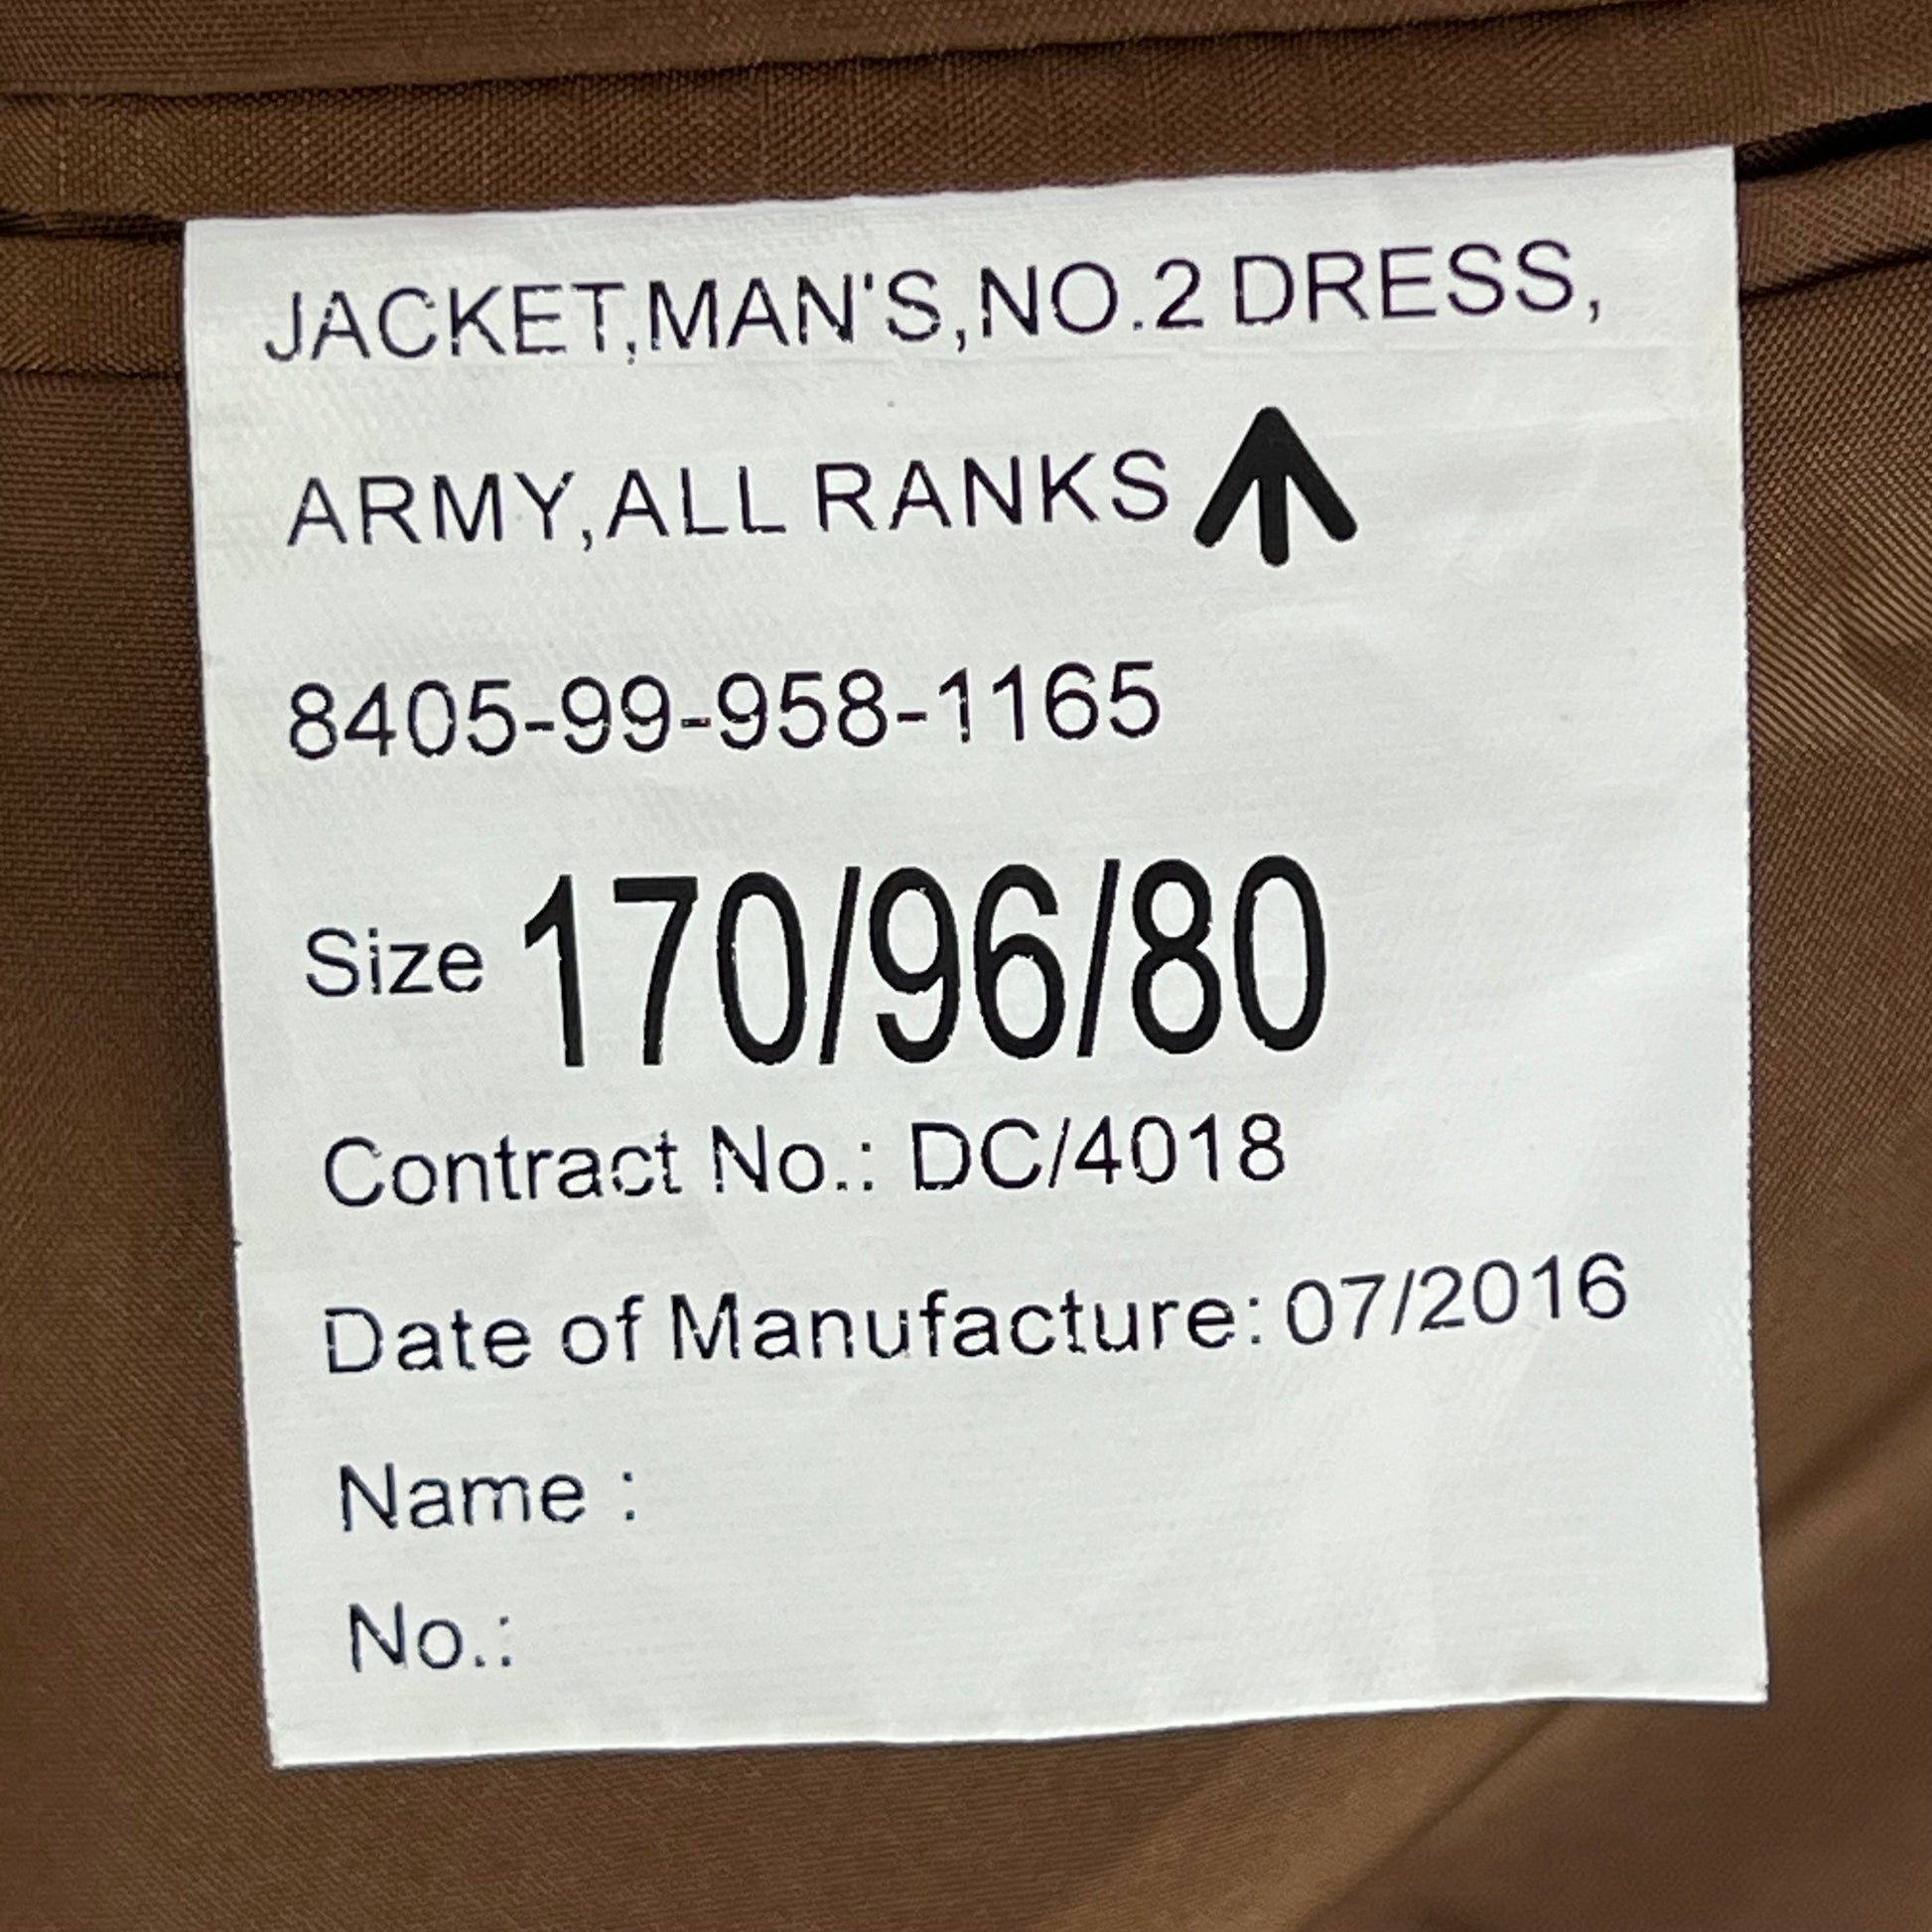 JACKET,MAN'S,NO.2 DRESS,
ARMY,ALL RANKS
8405-99-958-1165
Size 170/96/80
Contract No.: DC/4018
Date of Manufacture: 07/2016
Name :
No.: